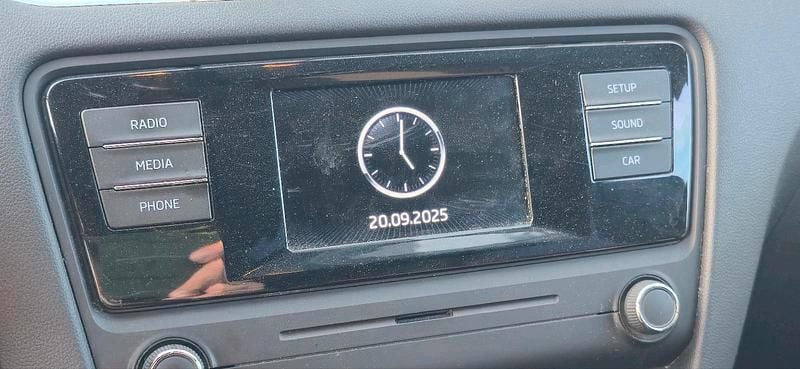 RADIO
MEDIA
PHONE
20.09.2025
SETUP
SOUND
CAR